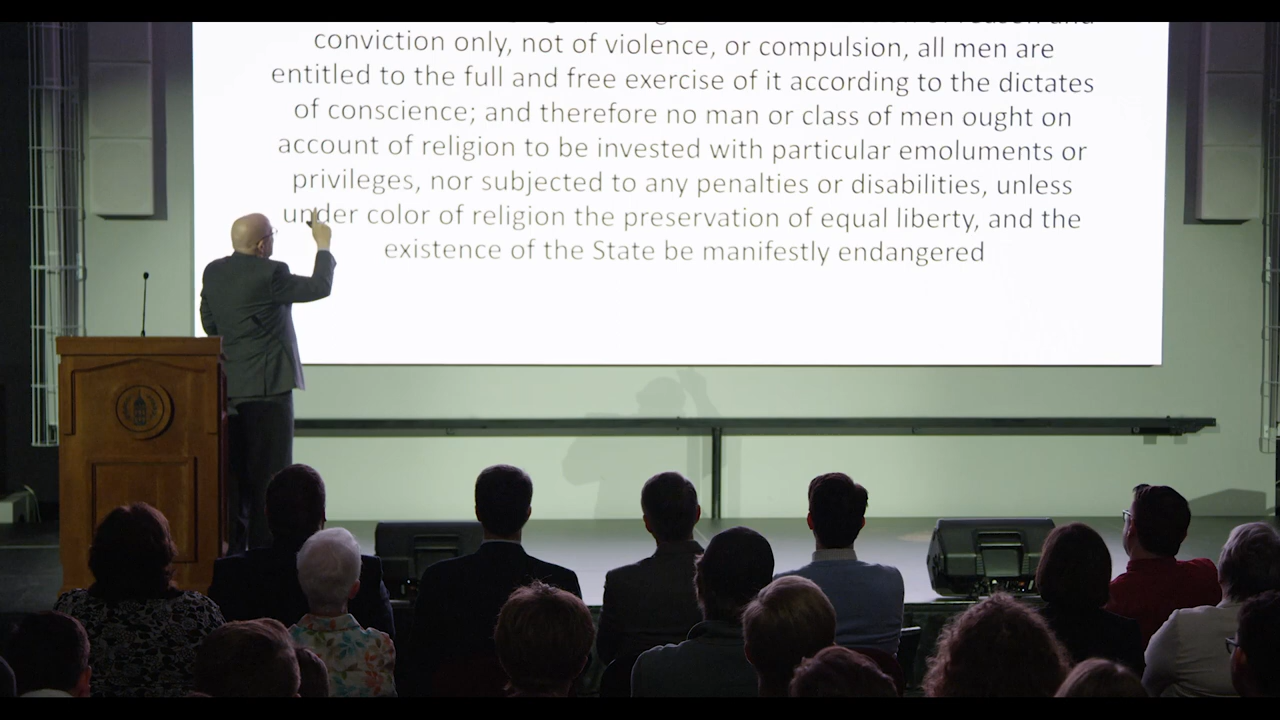 of reason and
conviction only, not of violence, or compulsion, all men are
entitled to the full and free exercise of it according to the dictates
of conscience; and therefore no man or class of men ought on
account of religion to be invested with particular emoluments or
privileges, nor subjected to any penalties or disabilities, unless
under color of religion the preservation of equal liberty, and the
existence of the State be manifestly endangered